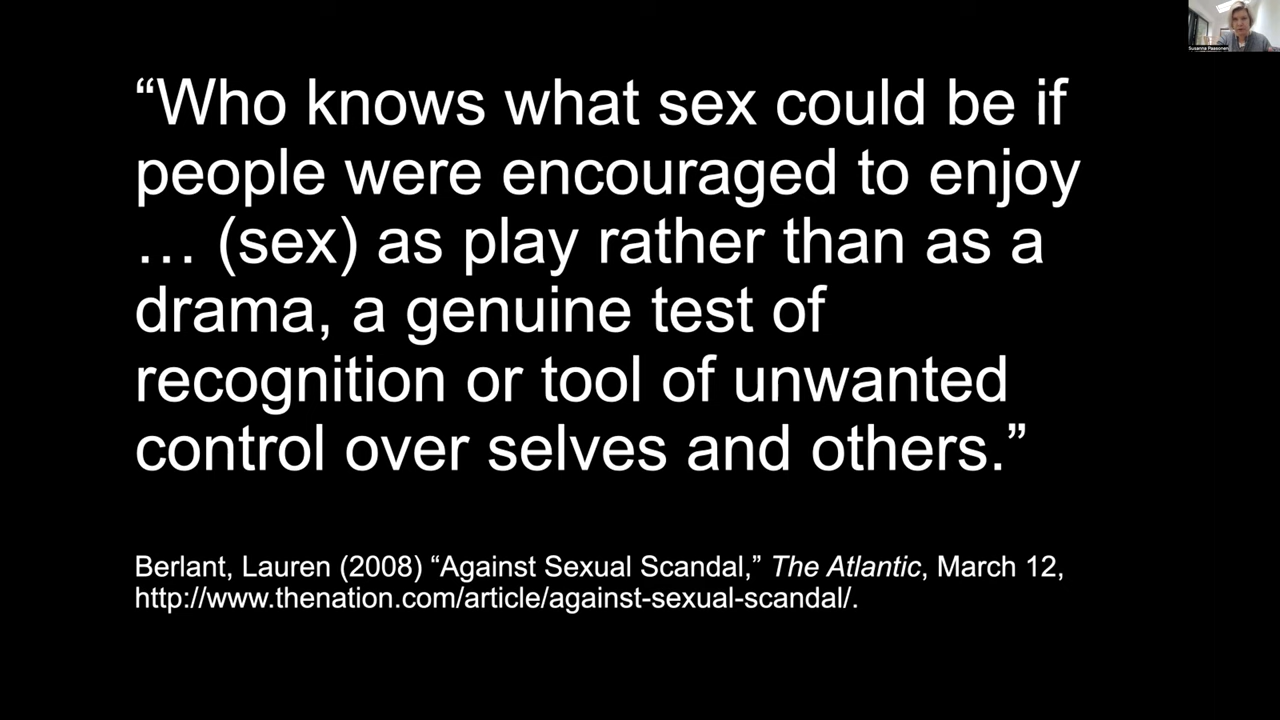 Susanna Paasonen
“Who knows what sex could be if
people were encouraged to enjoy
… (sex) as play rather than as a
drama, a genuine test of
recognition or tool of unwanted
control over selves and others.”
Berlant, Lauren (2008) “Against Sexual Scandal,” The Atlantic, March 12,
http://www.thenation.com/article/against-sexual-scandal/.